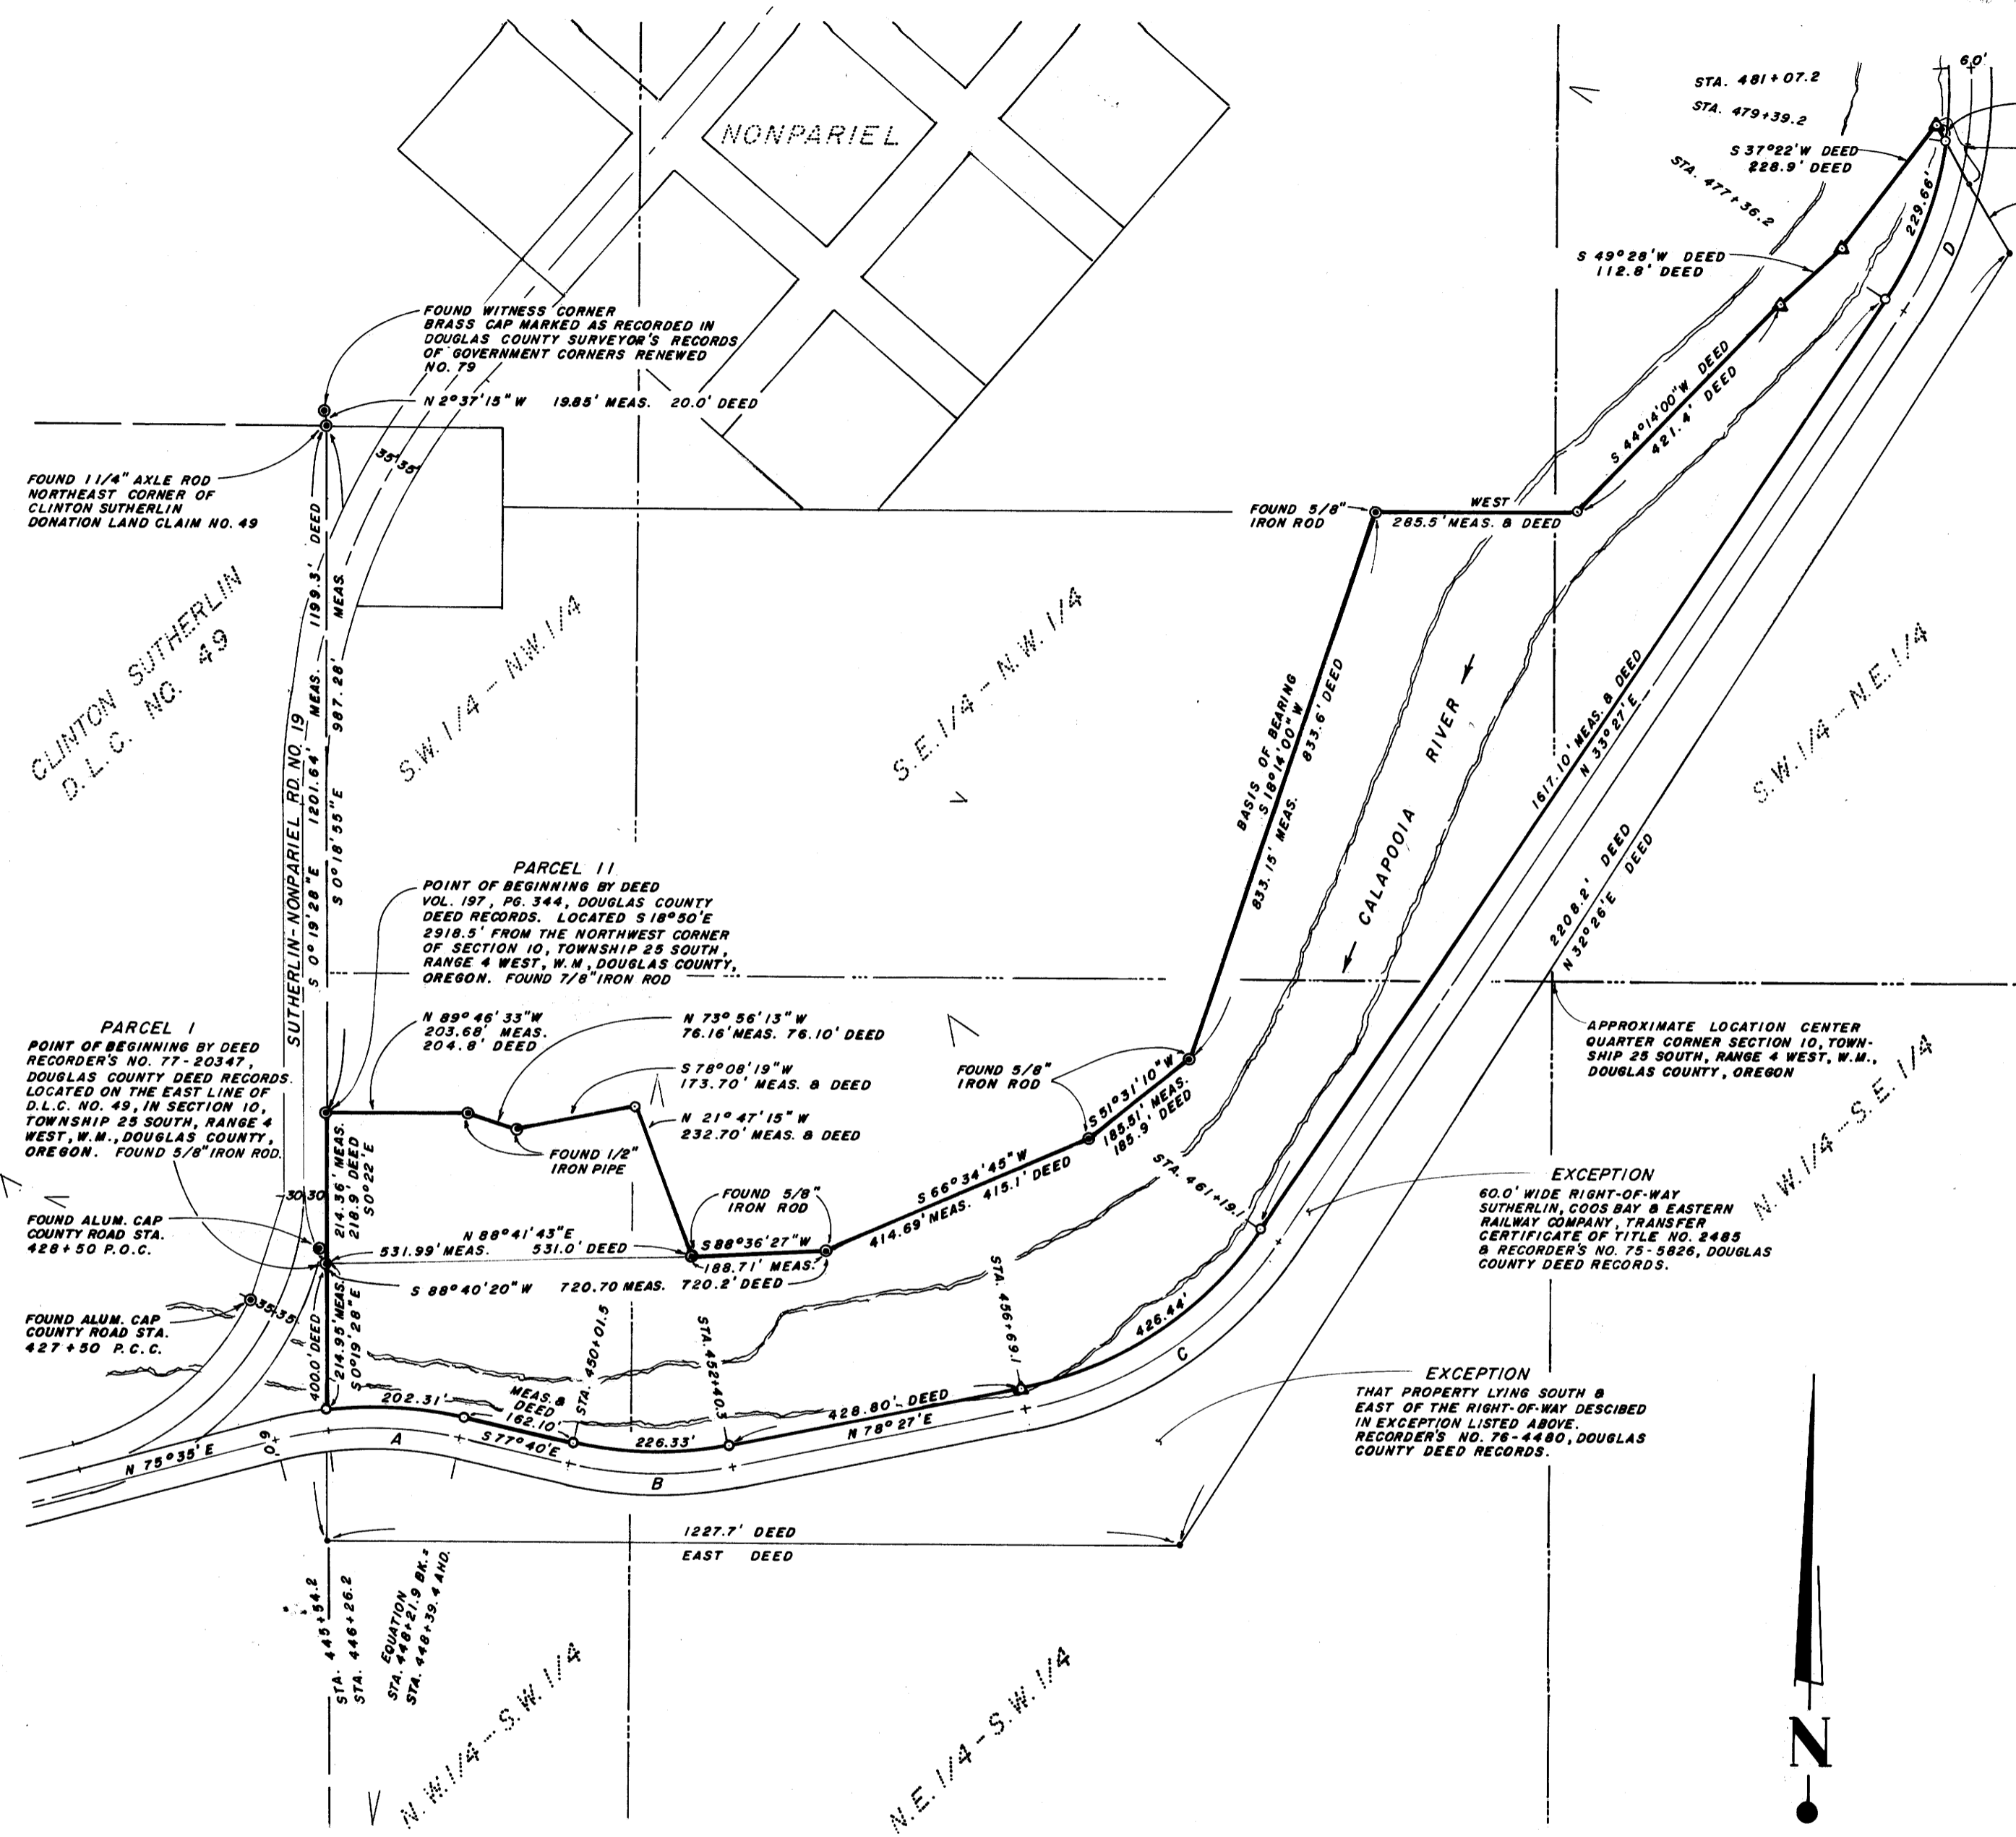 NONPARIEL
60'
STA. 481+07.2
STA. 479+39.2
S 37°22'W DEED
228.9' DEED
STA. 477+36.2
229.66'
D
S 49°28'W DEED
112.8' DEED
FOUND WITNESS CORNER
BRASS CAP MARKED AS RECORDED IN
DOUGLAS COUNTY SURVEYOR'S RECORDS
OF GOVERNMENT CORNERS RENEWED
NO. 79
N 2°37'15"W 19.85' MEAS. 20.0' DEED
35' 35'
FOUND 1 1/4" AXLE ROD
NORTHEAST CORNER OF
CLINTON SUTHERLIN
DONATION LAND CLAIM NO. 49
S 44°14'00"W DEED
421.4' DEED
FOUND 5/8"
IRON ROD
WEST
285.5' MEAS. & DEED
CLINTON SUTHERLIN
D.L.C. NO. 49
S.W. 1/4 - N.W. 1/4
S.E. 1/4 - N.W. 1/4
S.W. 1/4 - N.E. 1/4
SUTHERLIN-NONPARIEL RD. NO. 19
S 0°19'28"E 1201.64' MEAS. 1199.3' DEED
S 0°18'55"E 987.28' MEAS.
BASIS OF BEARING
S 18°14'00"W
833.15' MEAS. 833.6' DEED
CALAPOOIA RIVER
1617.10' MEAS. & DEED
N 33°27'E
2208.2' DEED
N 32°26'E DEED
PARCEL II
POINT OF BEGINNING BY DEED
VOL. 197, PG. 344, DOUGLAS COUNTY
DEED RECORDS. LOCATED S 18°50'E
2918.5' FROM THE NORTHWEST CORNER
OF SECTION 10, TOWNSHIP 25 SOUTH,
RANGE 4 WEST, W.M, DOUGLAS COUNTY,
OREGON. FOUND 7/8" IRON ROD
PARCEL I
POINT OF BEGINNING BY DEED
RECORDER'S NO. 77-20347,
DOUGLAS COUNTY DEED RECORDS.
LOCATED ON THE EAST LINE OF
D.L.C. NO. 49, IN SECTION 10,
TOWNSHIP 25 SOUTH, RANGE 4
WEST, W.M., DOUGLAS COUNTY,
OREGON. FOUND 5/8" IRON ROD.
N 89°46'33"W
203.68' MEAS.
204.8' DEED
N 73°56'13"W
76.16' MEAS. 76.10' DEED
S 78°08'19"W
173.70' MEAS. & DEED
N 21°47'15"W
232.70' MEAS. & DEED
FOUND 1/2"
IRON PIPE
FOUND 5/8"
IRON ROD
FOUND 5/8"
IRON ROD
S 51°31'10"W
185.51' MEAS.
185.9' DEED
S 66°34'45"W
414.69' MEAS. 415.1' DEED
STA. 461+19.1
APPROXIMATE LOCATION CENTER
QUARTER CORNER SECTION 10, TOWN-
SHIP 25 SOUTH, RANGE 4 WEST, W.M.,
DOUGLAS COUNTY, OREGON
N.W. 1/4 - S.E. 1/4
EXCEPTION
60.0' WIDE RIGHT-OF-WAY
SUTHERLIN, COOS BAY & EASTERN
RAILWAY COMPANY, TRANSFER
CERTIFICATE OF TITLE NO. 2485
& RECORDER'S NO. 75-5826, DOUGLAS
COUNTY DEED RECORDS.
30' 30'
214.36' MEAS.
218.9' DEED
S 0°22'E
FOUND ALUM. CAP
COUNTY ROAD STA.
428+50 P.O.C.
N 88°41'43"E
531.99' MEAS. 531.0' DEED
S 88°36'27"W
188.71' MEAS.
S 88°40'20"W 720.70 MEAS. 720.2' DEED
35' 35'
FOUND ALUM. CAP
COUNTY ROAD STA.
427+50 P.C.C.
400.0' DEED
214.95' MEAS.
S 0°19'28"E
STA. 450+01.5
STA. 452+40.3
STA. 456+69.1
426.44'
C
EXCEPTION
THAT PROPERTY LYING SOUTH &
EAST OF THE RIGHT-OF-WAY DESCIBED
IN EXCEPTION LISTED ABOVE.
RECORDER'S NO. 76-4480, DOUGLAS
COUNTY DEED RECORDS.
202.31'
MEAS. &
DEED
162.10'
S 77°40'E
226.33'
428.80' DEED
N 78°27'E
N 75°35'E
60'
A
B
1227.7' DEED
EAST DEED
STA. 445+54.2
STA. 446+26.2
EQUATION
STA. 448+21.9 BK.=
STA. 448+39.4 AHD.
N.W. 1/4 - S.W. 1/4
N.E. 1/4 - S.W. 1/4
N